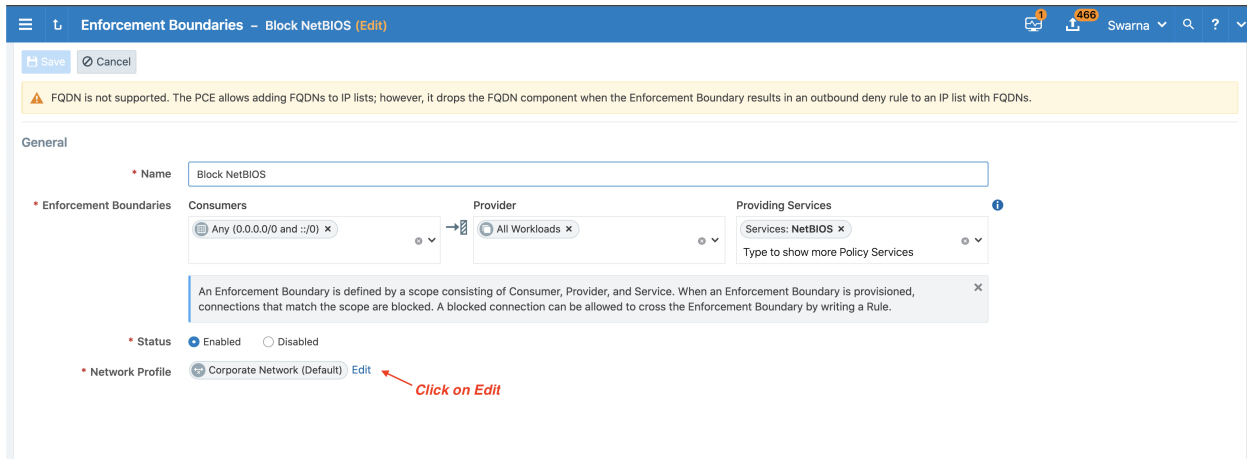 Enforcement Boundaries – Block NetBIOS (Edit)
1
466
Swarna
?
Save
Cancel
FQDN is not supported. The PCE allows adding FQDNs to IP lists; however, it drops the FQDN component when the Enforcement Boundary results in an outbound deny rule to an IP list with FQDNs.
General
* Name
Block NetBIOS
* Enforcement Boundaries
Consumers
Provider
Providing Services
Any (0.0.0.0/0 and ::/0) ×
All Workloads ×
Services: NetBIOS ×
Type to show more Policy Services
An Enforcement Boundary is defined by a scope consisting of Consumer, Provider, and Service. When an Enforcement Boundary is provisioned,
connections that match the scope are blocked. A blocked connection can be allowed to cross the Enforcement Boundary by writing a Rule.
* Status
Enabled
Disabled
* Network Profile
Corporate Network (Default)
Edit
Click on Edit